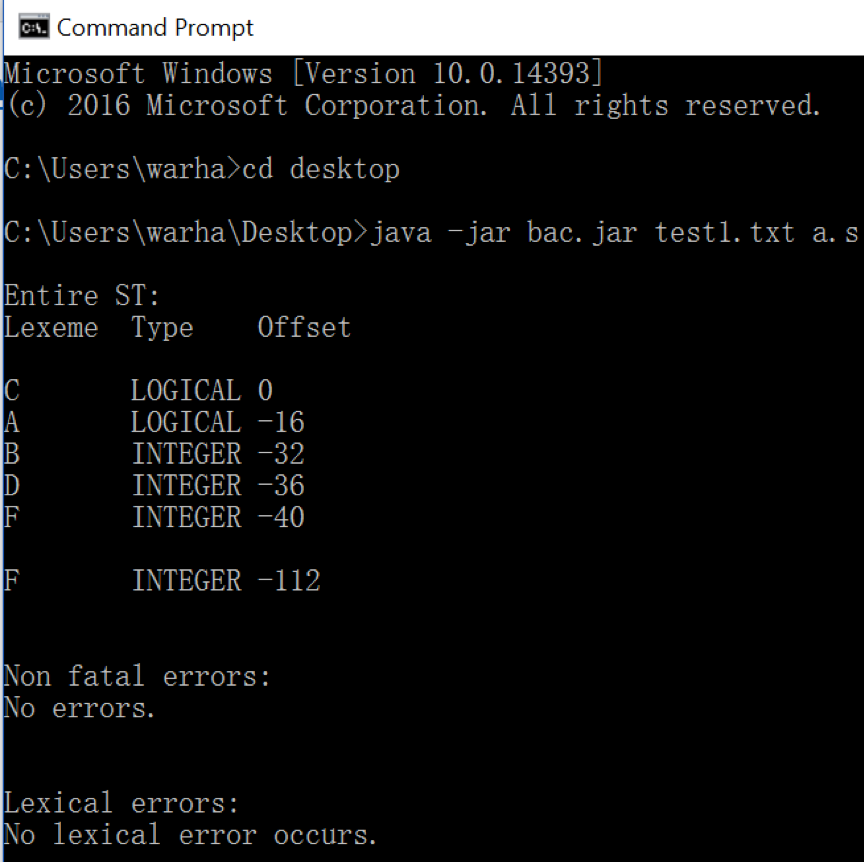 Command Prompt
Microsoft Windows [Version 10.0.14393]
(c) 2016 Microsoft Corporation. All rights reserved.
C:\Users\warha>cd desktop
C:\Users\warha\Desktop>java -jar bac.jar test1.txt a.s
Entire ST:
Lexeme Type Offset
C LOGICAL 0
A LOGICAL -16
B INTEGER -32
D INTEGER -36
F INTEGER -40
F INTEGER -112
Non fatal errors:
No errors.
Lexical errors:
No lexical error occurs.